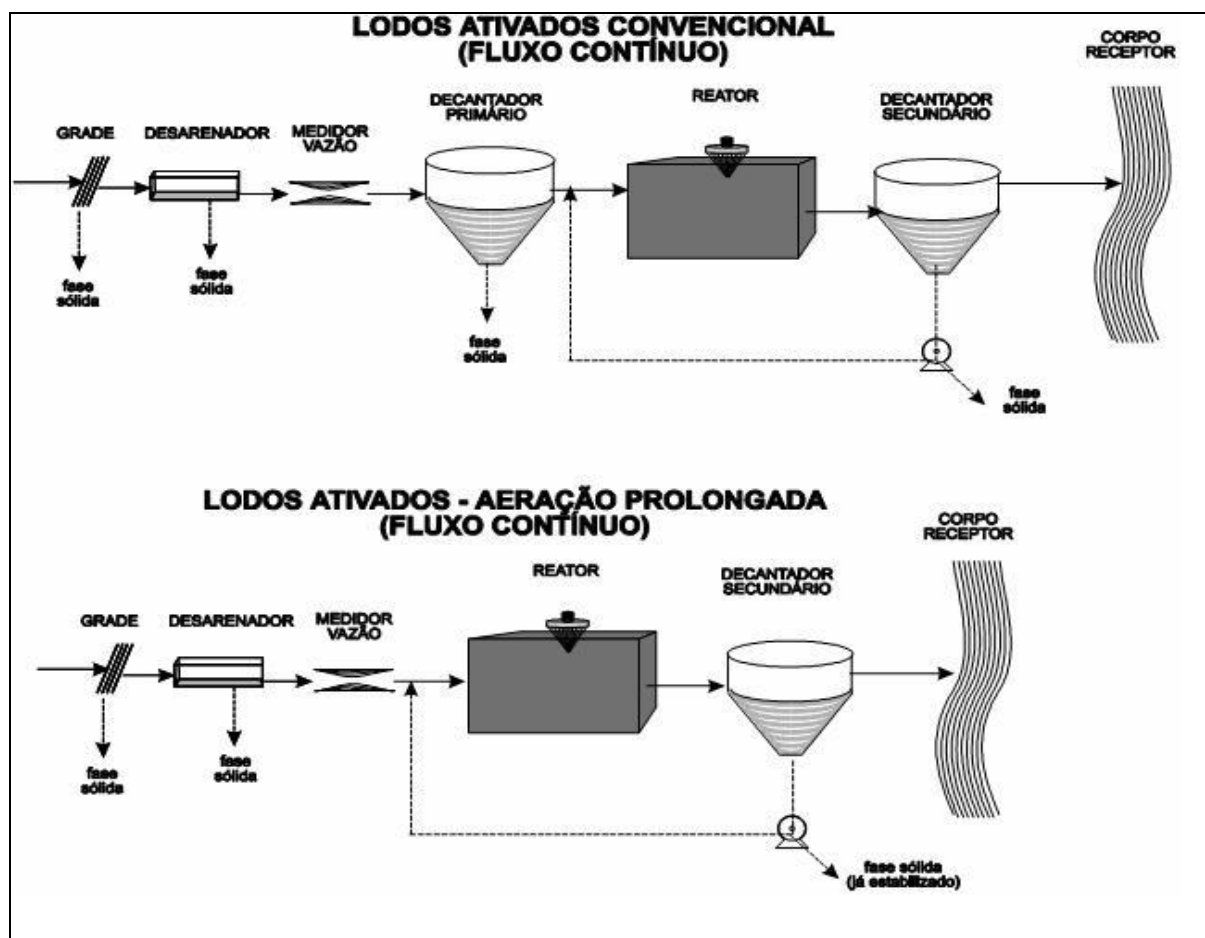 LODOS ATIVADOS CONVENCIONAL
(FLUXO CONTÍNUO)
CORPO
RECEPTOR
GRADE
DESARENADOR
MEDIDOR
VAZÃO
DECANTADOR
PRIMÁRIO
REATOR
DECANTADOR
SECUNDÁRIO
fase
sólida
fase
sólida
fase
sólida
fase
sólida
LODOS ATIVADOS - AERAÇÃO PROLONGADA
(FLUXO CONTÍNUO)
CORPO
RECEPTOR
GRADE
DESARENADOR
MEDIDOR
VAZÃO
REATOR
DECANTADOR
SECUNDÁRIO
fase
sólida
fase
sólida
fase sólida
(já estabilizado)